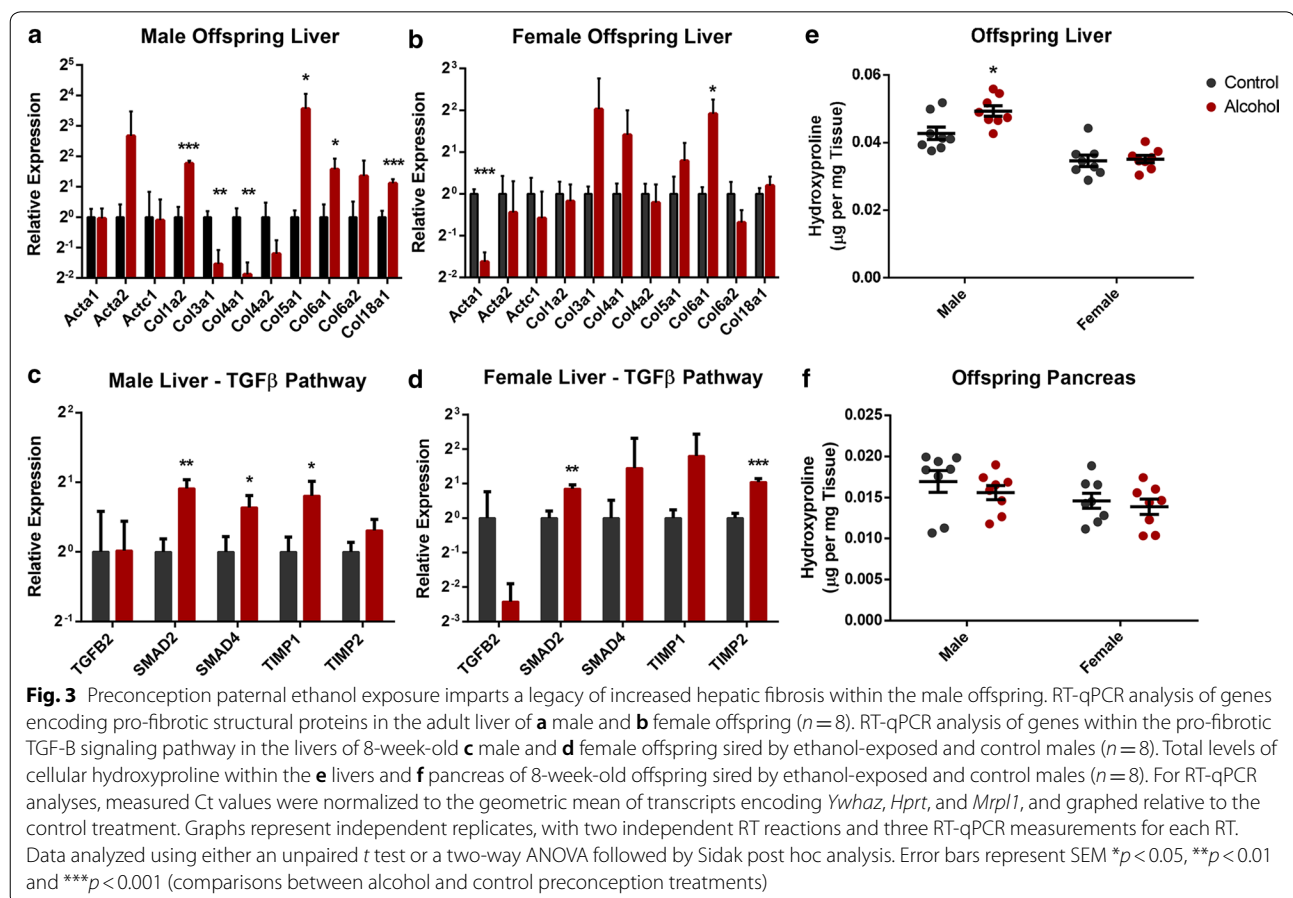 a Male Offspring Liver
Relative Expression
2^5
2^4
2^3
2^2
2^1
2^0
2^-1
2^-2
*** ** ** * * ***
Acta1 Acta2 Actc1 Col1a2 Col3a1 Col4a1 Col4a2 Col5a1 Col6a1 Col6a2 Col18a1
b Female Offspring Liver
Relative Expression
2^3
2^2
2^1
2^0
2^-1
2^-2
*** *
Acta1 Acta2 Actc1 Col1a2 Col3a1 Col4a1 Col4a2 Col5a1 Col6a1 Col6a2 Col18a1
e Offspring Liver
Hydroxyproline
(µg per mg Tissue)
0.06
0.04
0.02
0.00
*
Male Female
Control
Alcohol
c Male Liver - TGFβ Pathway
Relative Expression
2^2
2^1
2^0
2^-1
** * *
TGFB2 SMAD2 SMAD4 TIMP1 TIMP2
d Female Liver - TGFβ Pathway
Relative Expression
2^3
2^2
2^1
2^0
2^-1
2^-2
2^-3
** ***
TGFB2 SMAD2 SMAD4 TIMP1 TIMP2
f Offspring Pancreas
Hydroxyproline
(µg per mg Tissue)
0.025
0.020
0.015
0.010
0.005
0.000
Male Female
Fig. 3 Preconception paternal ethanol exposure imparts a legacy of increased hepatic fibrosis within the male offspring. RT-qPCR analysis of genes
encoding pro-fibrotic structural proteins in the adult liver of a male and b female offspring (n = 8). RT-qPCR analysis of genes within the pro-fibrotic
TGF-B signaling pathway in the livers of 8-week-old c male and d female offspring sired by ethanol-exposed and control males (n = 8). Total levels of
cellular hydroxyproline within the e livers and f pancreas of 8-week-old offspring sired by ethanol-exposed and control males (n = 8). For RT-qPCR
analyses, measured Ct values were normalized to the geometric mean of transcripts encoding Ywhaz, Hprt, and Mrpl1, and graphed relative to the
control treatment. Graphs represent independent replicates, with two independent RT reactions and three RT-qPCR measurements for each RT.
Data analyzed using either an unpaired t test or a two-way ANOVA followed by Sidak post hoc analysis. Error bars represent SEM *p < 0.05, **p < 0.01
and ***p < 0.001 (comparisons between alcohol and control preconception treatments)